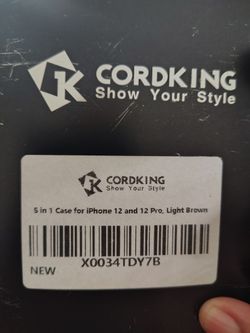 CORDKING
Show Your Style
CORDKING
Show Your Style
5 in 1 Case for iPhone 12 and 12 Pro, Light Brown
X0034TDY7B
NEW